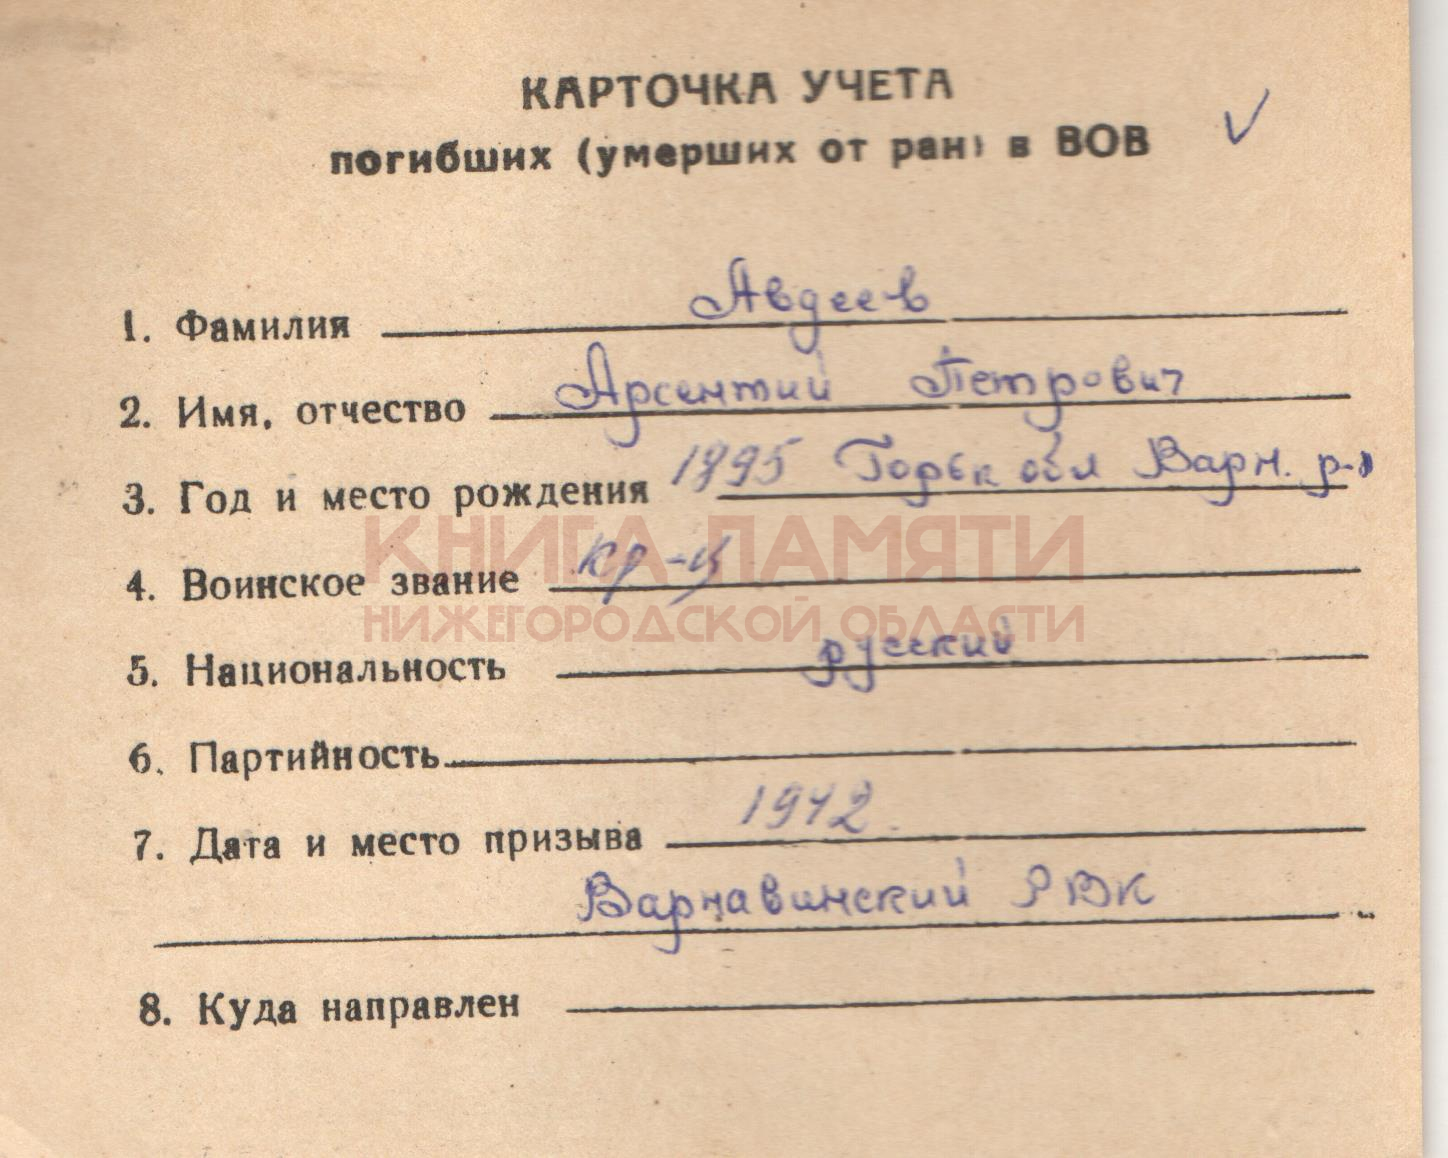 КАРТОЧКА УЧЕТА
погибших (умерших от ран) в ВОВ
1. Фамилия Авдеев
2. Имя, отчество Арсентий Петрович
3. Год и место рождения 1895 Горьк обл Варн. р-н
4. Воинское звание кр-ц
КНИГА ПАМЯТИ
НИЖЕГОРОДСКОЙ ОБЛАСТИ
5. Национальность русский
6. Партийность
7. Дата и место призыва 1942.
Варнавинский РВК
8. Куда направлен